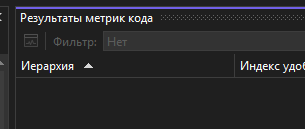 Результаты метрик кода
Фильтр: Нет
Иерархия Индекс удоб